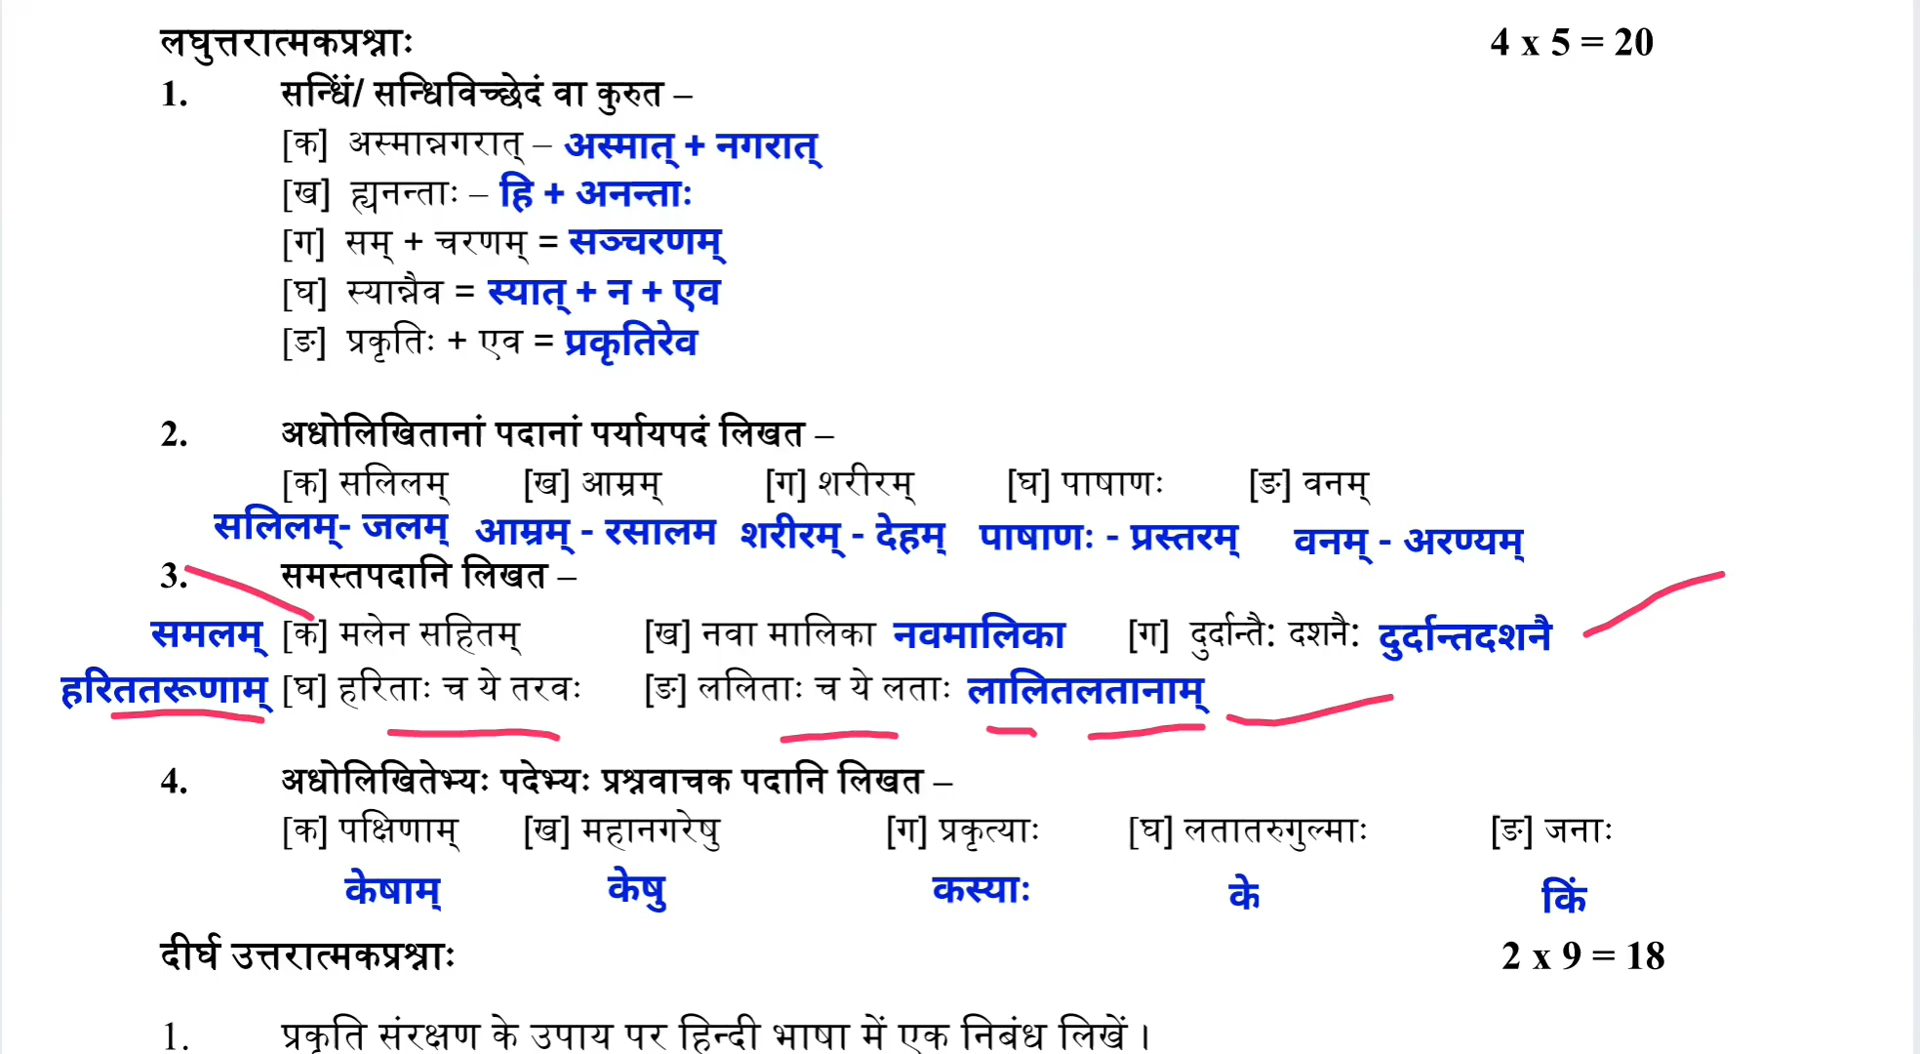 लघुत्तरात्मकप्रश्नाः 4 x 5 = 20
1. सन्धिं/ सन्धिविच्छेदं वा कुरुत –
[क] अस्मान्नगरात् – अस्मात् + नगरात्
[ख] ह्यनन्ताः – हि + अनन्ताः
[ग] सम् + चरणम् = सञ्चरणम्
[घ] स्यान्नैव = स्यात् + न + एव
[ङ] प्रकृतिः + एव = प्रकृतिरेव
2. अधोलिखितानां पदानां पर्यायपदं लिखत –
[क] सलिलम् [ख] आम्रम् [ग] शरीरम् [घ] पाषाणः [ङ] वनम्
सलिलम्- जलम् आम्रम् - रसालम शरीरम् - देहम् पाषाणः - प्रस्तरम् वनम् - अरण्यम्
3. समस्तपदानि लिखत –
समलम् [क] मलेन सहितम् [ख] नवा मालिका नवमालिका [ग] दुर्दान्तै: दशनै: दुर्दान्तदशनै
हरिततरूणाम् [घ] हरिताः च ये तरवः [ङ] ललिताः च ये लताः लालितलतानाम्
4. अधोलिखितेभ्यः पदेभ्यः प्रश्नवाचक पदानि लिखत –
[क] पक्षिणाम् [ख] महानगरेषु [ग] प्रकृत्याः [घ] लतातरुगुल्माः [ङ] जनाः
केषाम् केषु कस्याः के किं
दीर्घ उत्तरात्मकप्रश्नाः 2 x 9 = 18
1. प्रकृति संरक्षण के उपाय पर हिन्दी भाषा में एक निबंध लिखें ।